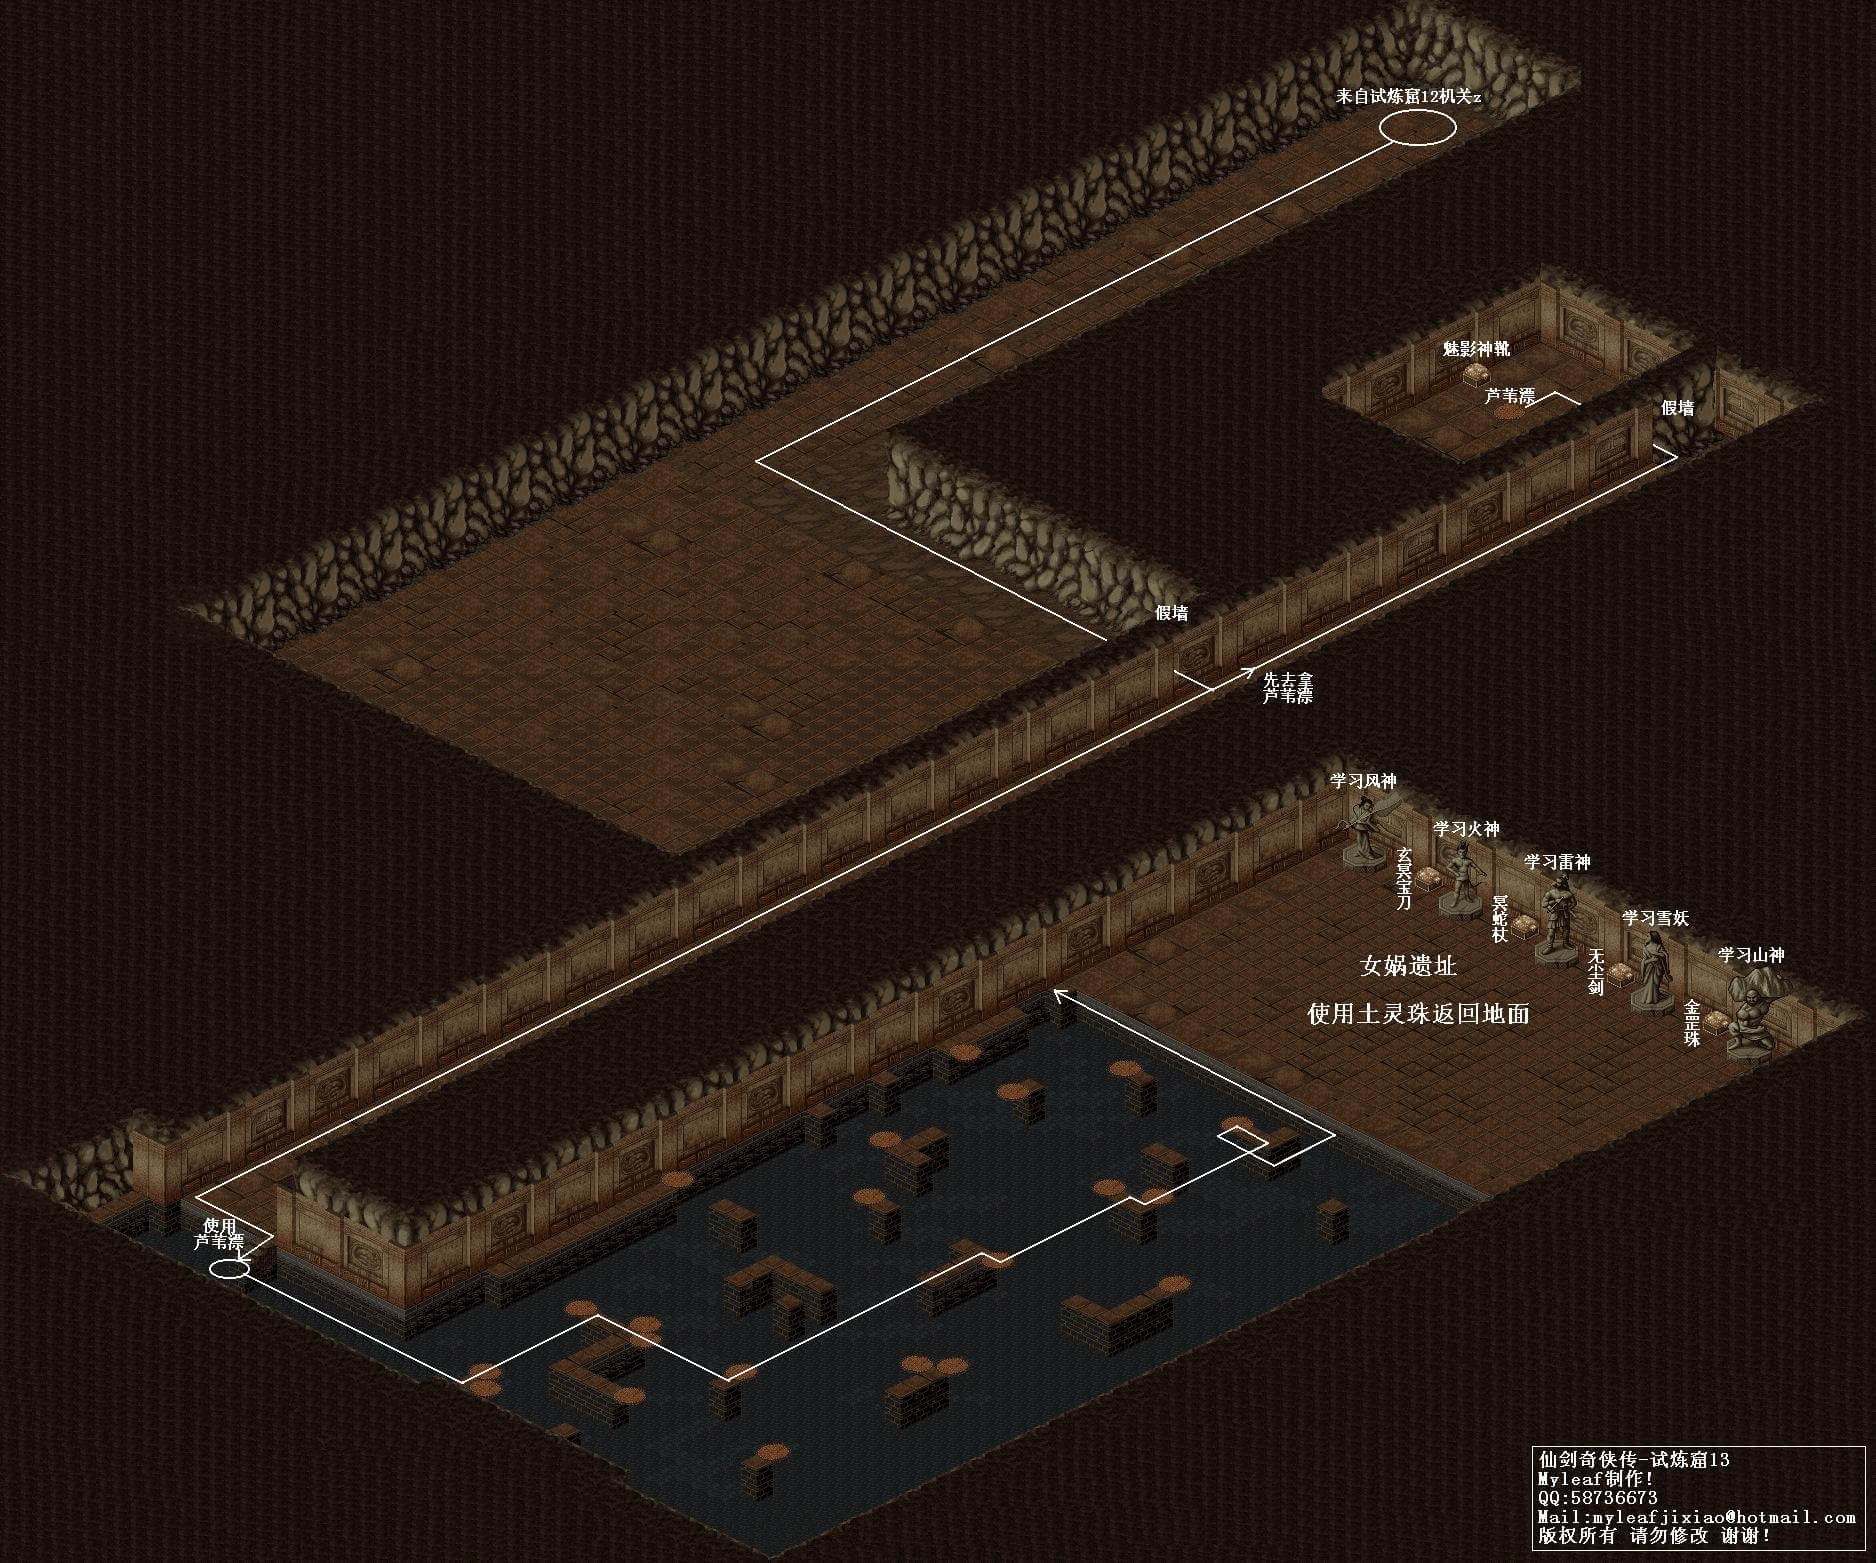 来自试炼窟12机关z
魅影神靴
芦苇漂
假墙
假墙
先去拿
芦苇漂
学习风神
学习火神
玄冥宝刀
学习雷神
冥蛇杖
学习雪妖
无尘剑
学习山神
金罡珠
女娲遗址
使用土灵珠返回地面
使用
芦苇漂
仙剑奇侠传-试炼窟13
Myleaf制作!
QQ:58736673
Mail:myleafjixiao@hotmail.com
版权所有 请勿修改 谢谢!